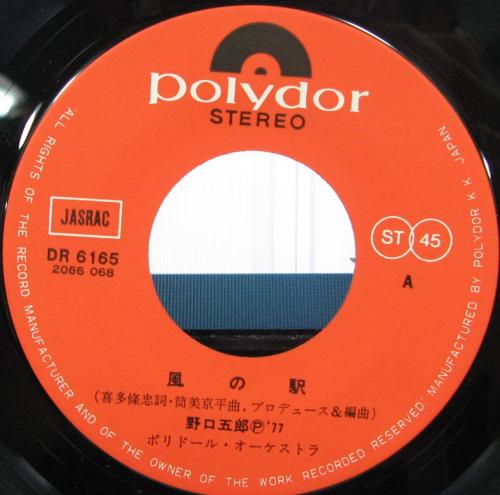 polydor
STEREO
JASRAC
DR 6165
2086 068
ST 45
A
風の駅
(喜多條忠詞・筒美京平曲,プロデュース&編曲)
野口五郎Ⓟ'77
ポリドール・オーケストラ
ALL RIGHTS OF THE RECORD MANUFACTURER AND OF THE OWNER OF THE WORK RECORDED RESERVED. MANUFACTURED BY POLYDOR K. K. JAPAN